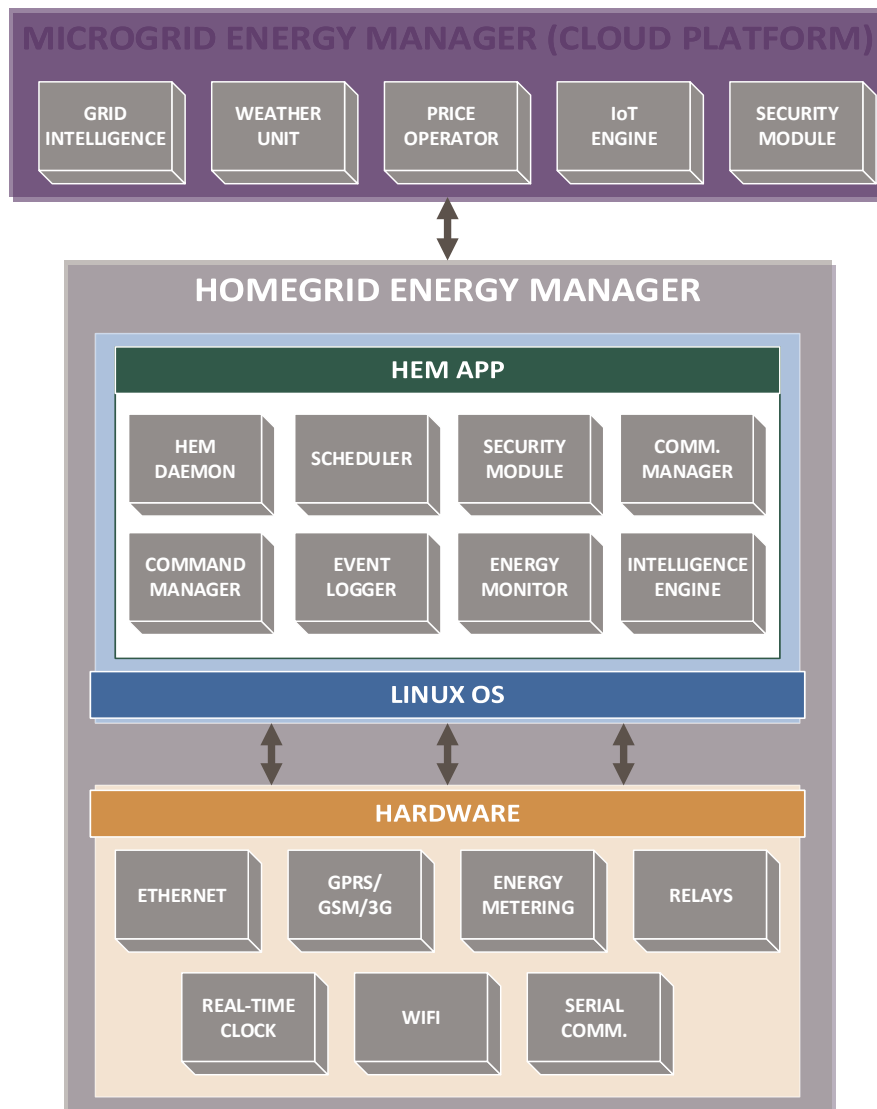 MICROGRID ENERGY MANAGER (CLOUD PLATFORM)
GRID
INTELLIGENCE
WEATHER
UNIT
PRICE
OPERATOR
IoT
ENGINE
SECURITY
MODULE
HOMEGRID ENERGY MANAGER
HEM APP
HEM
DAEMON
SCHEDULER
SECURITY
MODULE
COMM.
MANAGER
COMMAND
MANAGER
EVENT
LOGGER
ENERGY
MONITOR
INTELLIGENCE
ENGINE
LINUX OS
HARDWARE
ETHERNET
GPRS/
GSM/3G
ENERGY
METERING
RELAYS
REAL-TIME
CLOCK
WIFI
SERIAL
COMM.